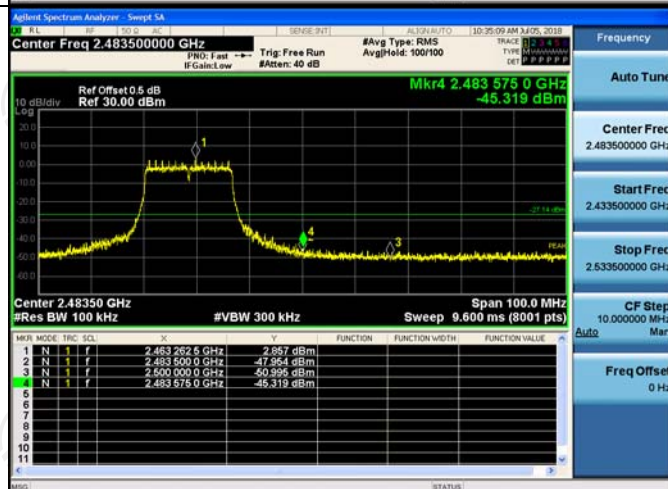 Agilent Spectrum Analyzer - Swept SA
RL RF 50 Ω AC SENSE:INT ALIGN AUTO 10:35:09 AM Jul 05, 2018
Center Freq 2.483500000 GHz
PNO: Fast
IFGain:Low
Trig: Free Run
#Atten: 40 dB
#Avg Type: RMS
Avg|Hold: 100/100
TRACE 1 2 3 4 5 6
TYPE
DET P P P P P P
Mkr4 2.483 575 0 GHz
-45.319 dBm
Ref Offset 0.5 dB
10 dB/div Ref 30.00 dBm
Log
20.0
10.0
0.00
-10.0
-20.0
-30.0
-40.0
-50.0
-60.0
1
4
3
-27.14 dBm
PEAK
Center 2.48350 GHz Span 100.0 MHz
#Res BW 100 kHz #VBW 300 kHz Sweep 9.600 ms (8001 pts)
MKR MODE TRC SCL X Y FUNCTION FUNCTION WIDTH FUNCTION VALUE
1 N 1 f 2.463 262 5 GHz 2.857 dBm
2 N 1 f 2.483 500 0 GHz -47.954 dBm
3 N 1 f 2.500 000 0 GHz -50.995 dBm
4 N 1 f 2.483 575 0 GHz -45.319 dBm
5
6
7
8
9
10
11
MSG STATUS
Frequency
Auto Tune
Center Freq
2.483500000 GHz
Start Freq
2.433500000 GHz
Stop Freq
2.533500000 GHz
CF Step
10.000000 MHz
Auto Man
Freq Offset
0 Hz